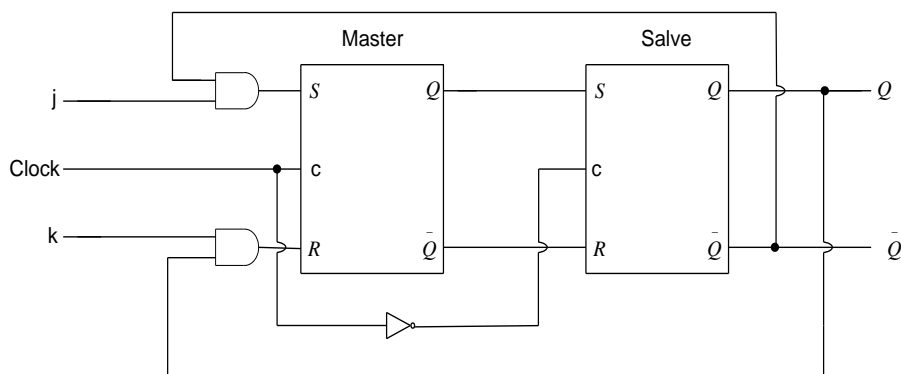 Master Salve
j S Q S Q Q
Clock c c
k R Q̄ R Q̄ Q̄